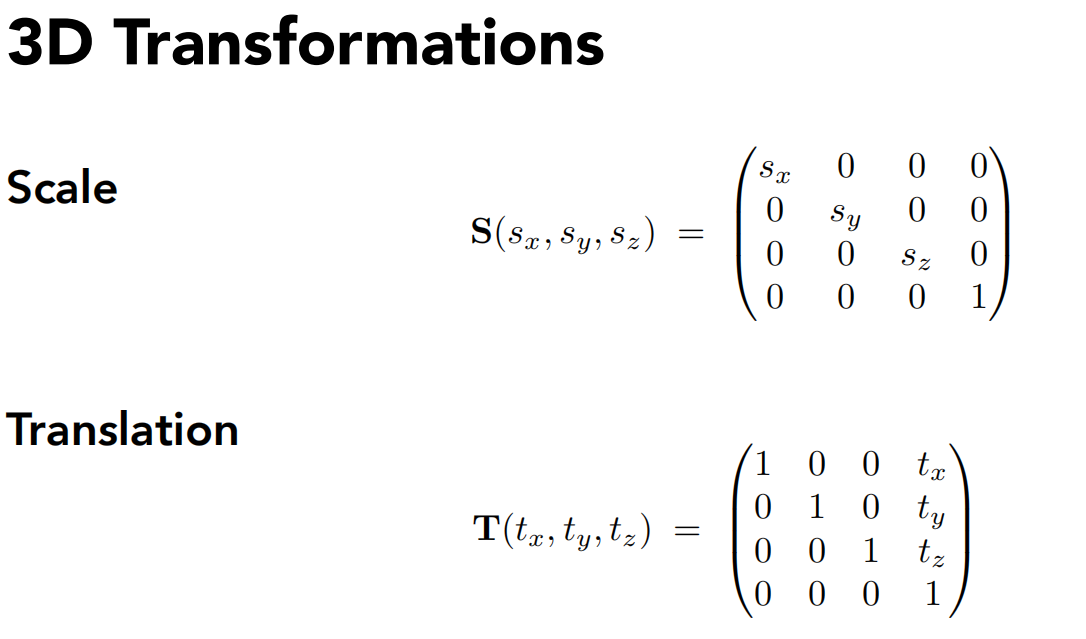 3D Transformations
Scale
S(s_x, s_y, s_z) = \begin{pmatrix} s_x & 0 & 0 & 0 \\ 0 & s_y & 0 & 0 \\ 0 & 0 & s_z & 0 \\ 0 & 0 & 0 & 1 \end{pmatrix}
Translation
T(t_x, t_y, t_z) = \begin{pmatrix} 1 & 0 & 0 & t_x \\ 0 & 1 & 0 & t_y \\ 0 & 0 & 1 & t_z \\ 0 & 0 & 0 & 1 \end{pmatrix}